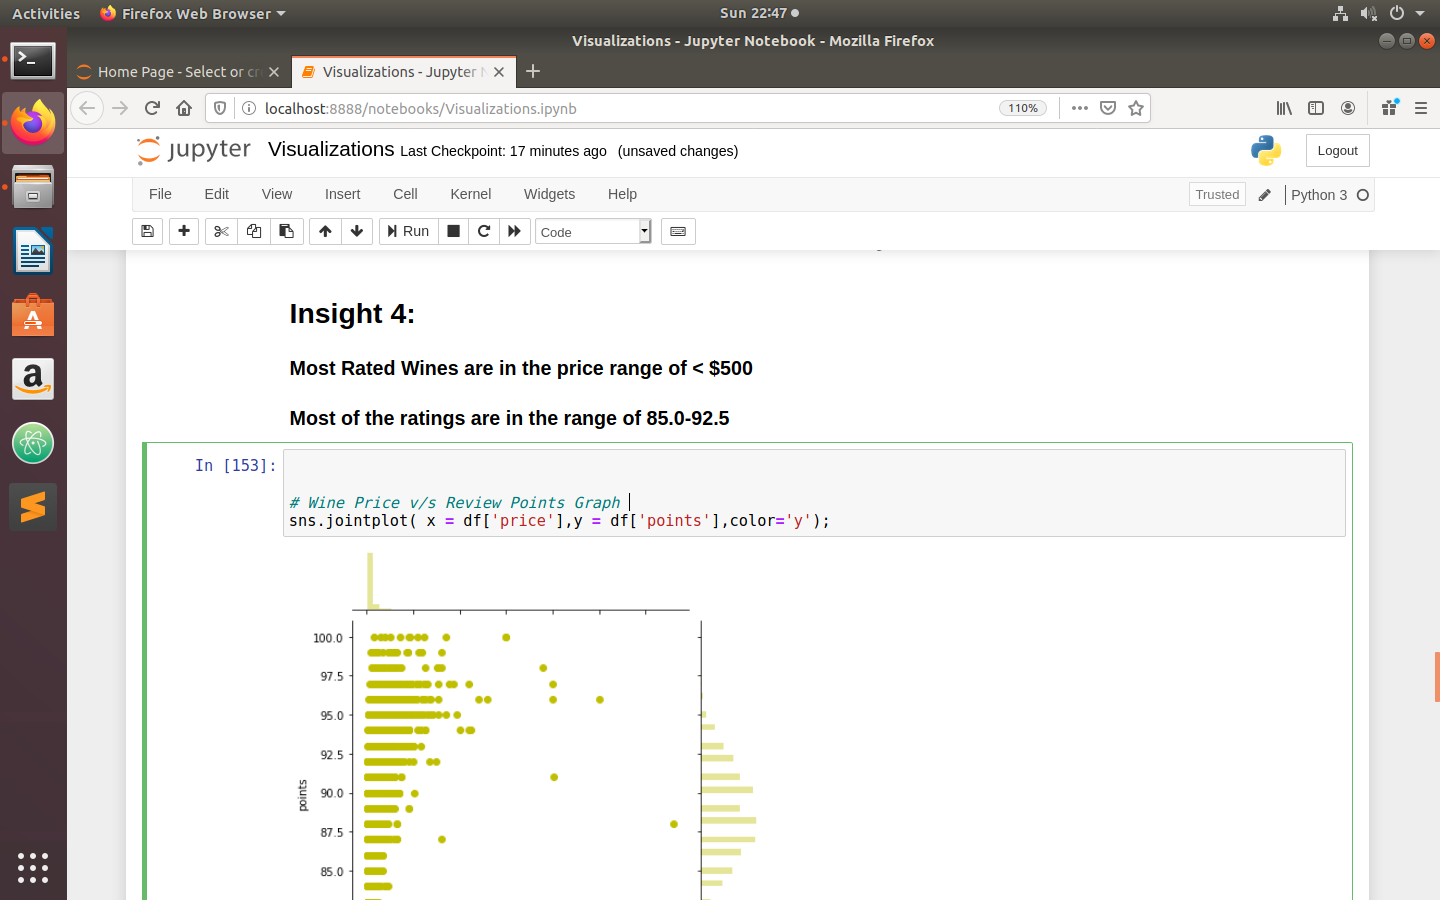 Activities
Firefox Web Browser
Sun 22:47
Visualizations - Jupyter Notebook - Mozilla Firefox
Home Page - Select or cr
Visualizations - Jupyter N
localhost:8888/notebooks/Visualizations.ipynb
110%
jupyter
Visualizations Last Checkpoint: 17 minutes ago (unsaved changes)
Logout
File Edit View Insert Cell Kernel Widgets Help
Trusted
Python 3
Run
Code
Insight 4:
Most Rated Wines are in the price range of < $500
Most of the ratings are in the range of 85.0-92.5
In [153]:
# Wine Price v/s Review Points Graph
sns.jointplot( x = df['price'],y = df['points'],color='y');
100.0
97.5
95.0
92.5
90.0
87.5
85.0
points